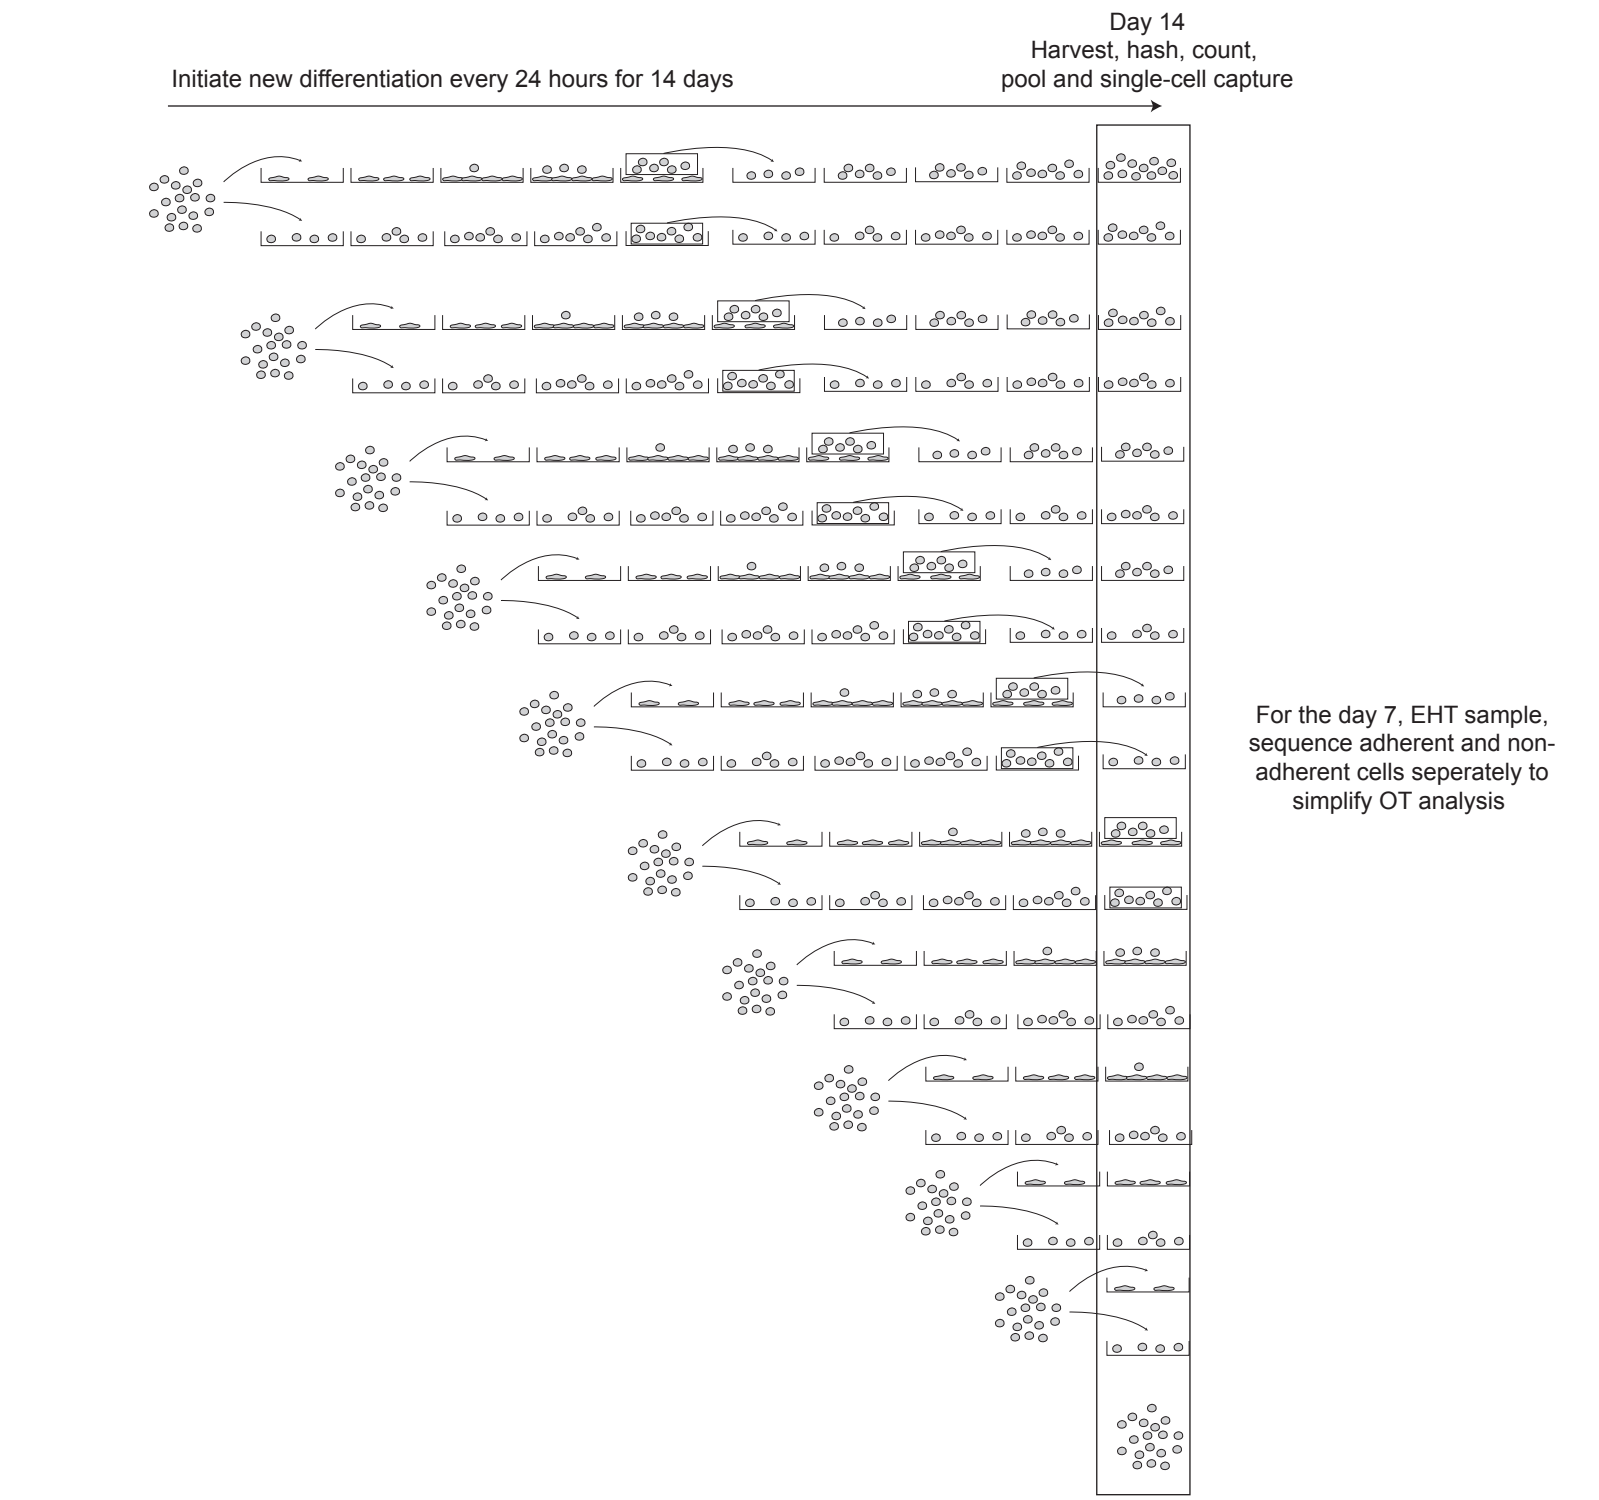 Day 14
Harvest, hash, count,
pool and single-cell capture
Initiate new differentiation every 24 hours for 14 days
For the day 7, EHT sample,
sequence adherent and non-
adherent cells seperately to
simplify OT analysis